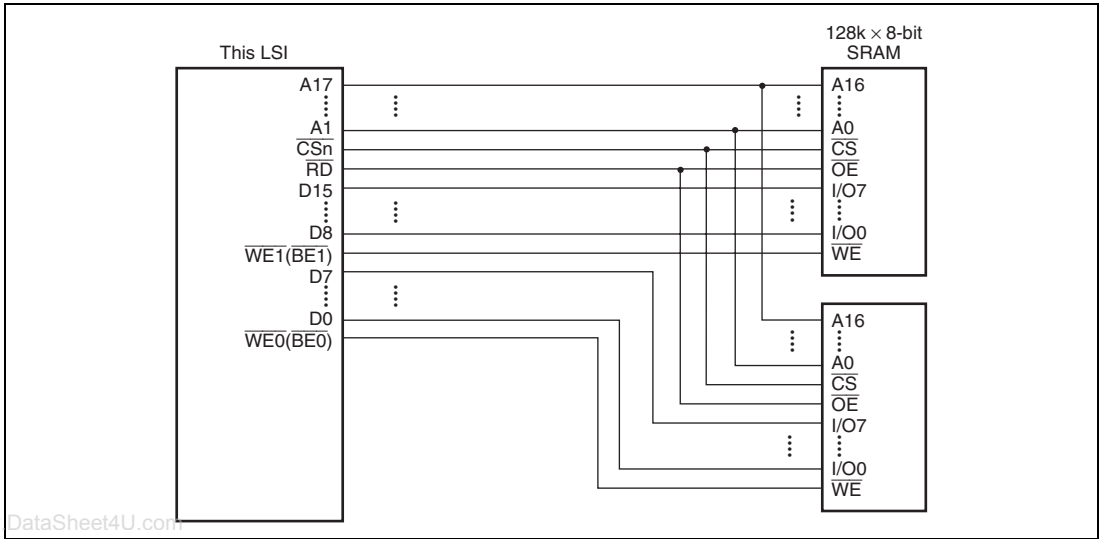 This LSI
A17
A1
CSn
RD
D15
D8
WE1(BE1)
D7
D0
WE0(BE0)
128k × 8-bit
SRAM
A16
A0
CS
OE
I/O7
I/O0
WE
A16
A0
CS
OE
I/O7
I/O0
WE
DataSheet4U.com